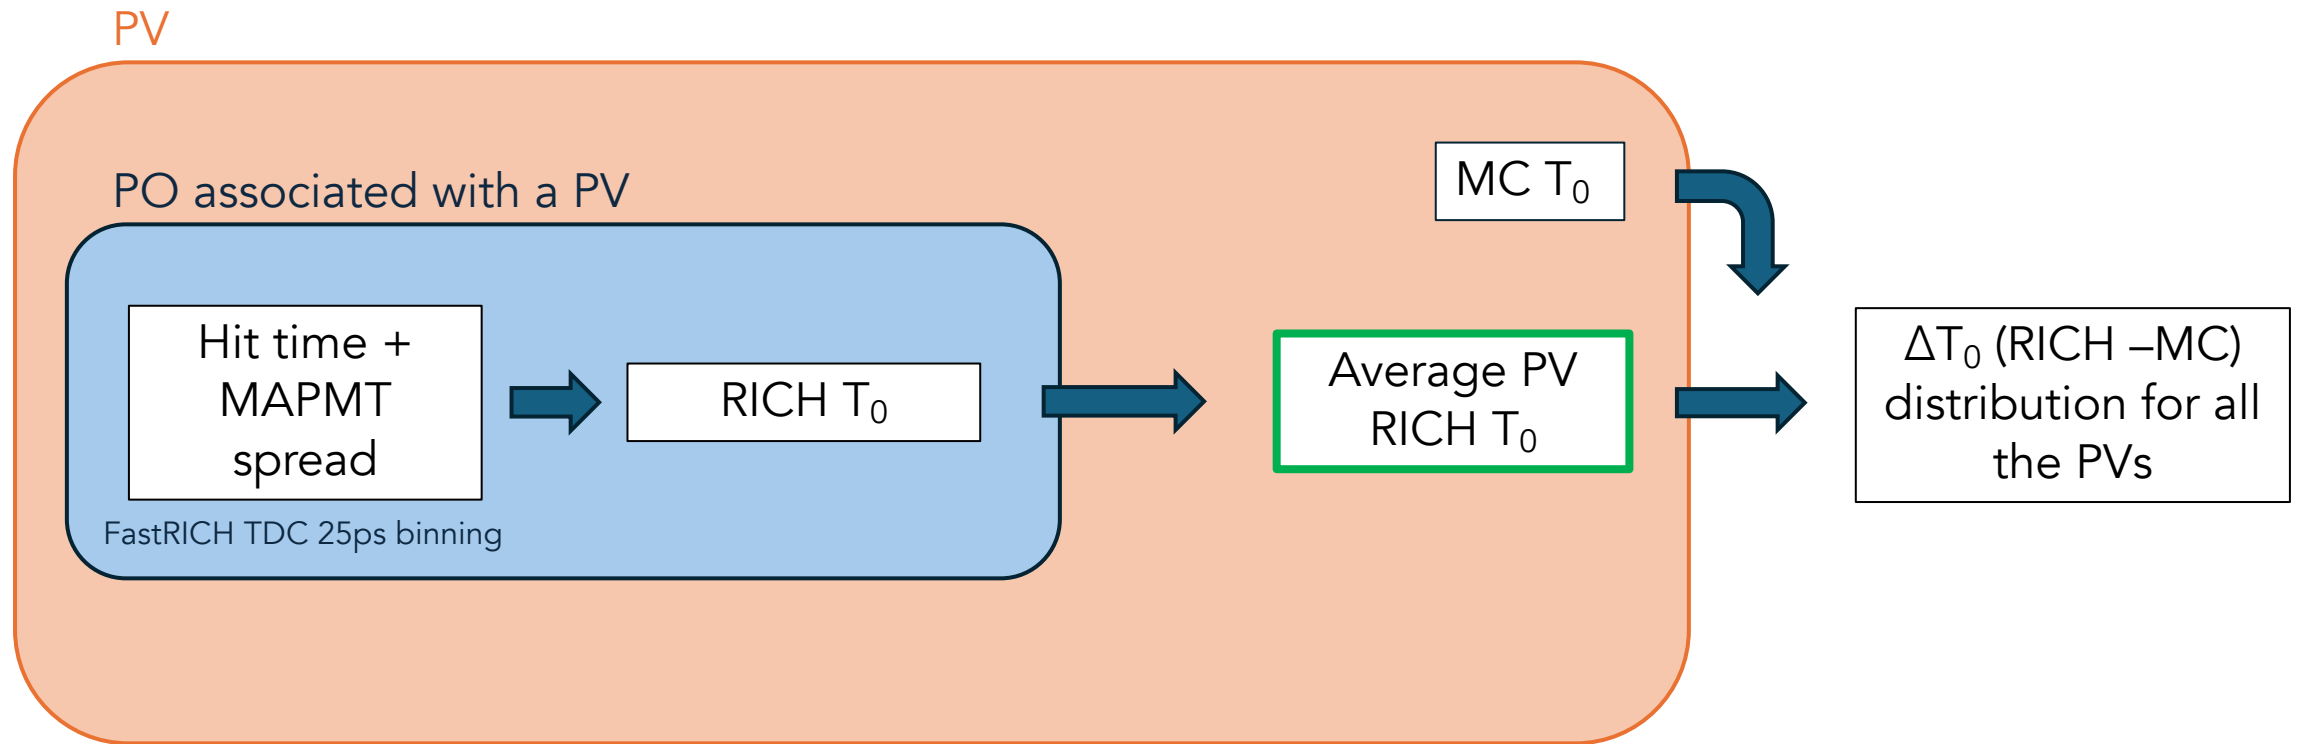 PV
PO associated with a PV
MC T₀
Hit time +
MAPMT
spread
RICH T₀
Average PV
RICH T₀
ΔT₀ (RICH –MC)
distribution for all
the PVs
FastRICH TDC 25ps binning